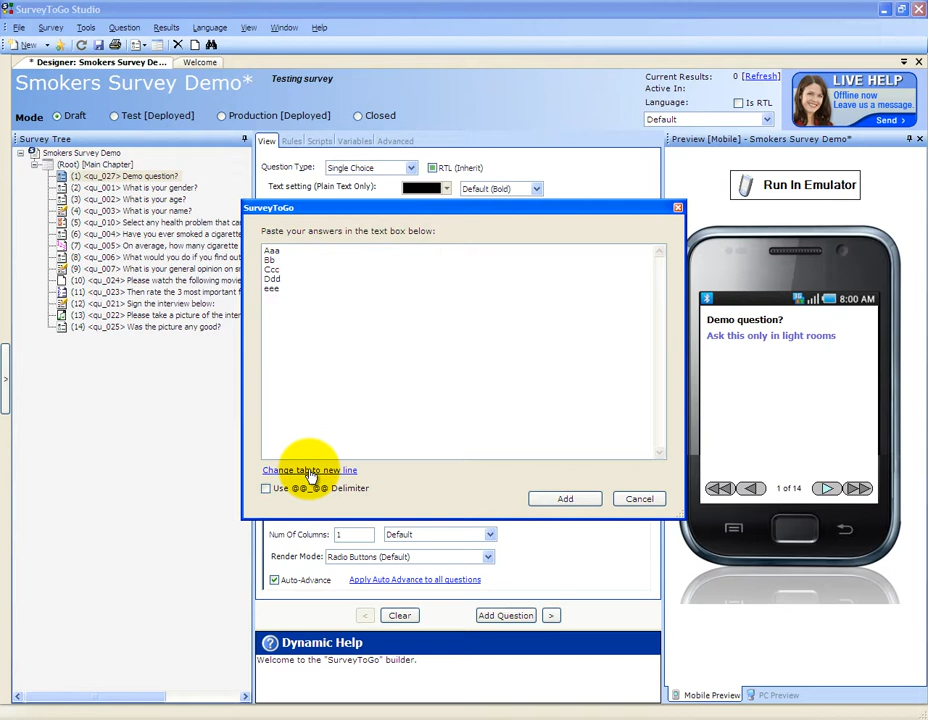 SurveyToGo Studio
File Survey Tools Question Results Language View Window Help
New
* Designer: Smokers Survey De... Welcome
Smokers Survey Demo* Testing survey
Current Results: 0 [Refresh]
Active In:
Language: Is RTL
Default
LIVE HELP
Offline now
Leave us a message.
Send >
Mode Draft Test [Deployed] Production [Deployed] Closed
Survey Tree
Smokers Survey Demo
(Root) [Main Chapter]
(1) <qu_027> Demo question?
(2) <qu_001> What is your gender?
(3) <qu_002> What is your age?
(4) <qu_003> What is your name?
(5) <qu_010> Select any health problem that ca
(6) <qu_004> Have you ever smoked a cigarette
(7) <qu_005> On average, how many cigarette
(8) <qu_006> What would you do if you find out
(9) <qu_007> What is your general opinion on s
(10) <qu_024> Please watch the following movie
(11) <qu_023> Then rate the 3 most important f
(12) <qu_021> Sign the interview below:
(13) <qu_022> Please take a picture of the inter
(14) <qu_025> Was the picture any good?
View Rules Scripts Variables Advanced
Question Type: Single Choice RTL (Inherit)
Text setting (Plain Text Only): Default (Bold)
SurveyToGo
Paste your answers in the text box below:
Aaa
Bb
Ccc
Ddd
eee
Change tab to new line
Use @@_@@ Delimiter
Add Cancel
Num Of Columns: 1 Default
Render Mode: Radio Buttons (Default)
Auto-Advance Apply Auto Advance to all questions
< Clear Add Question >
Dynamic Help
Welcome to the "SurveyToGo" builder.
Preview [Mobile] - Smokers Survey Demo*
Run In Emulator
8:00 AM
Demo question?
Ask this only in light rooms
1 of 14
Mobile Preview PC Preview